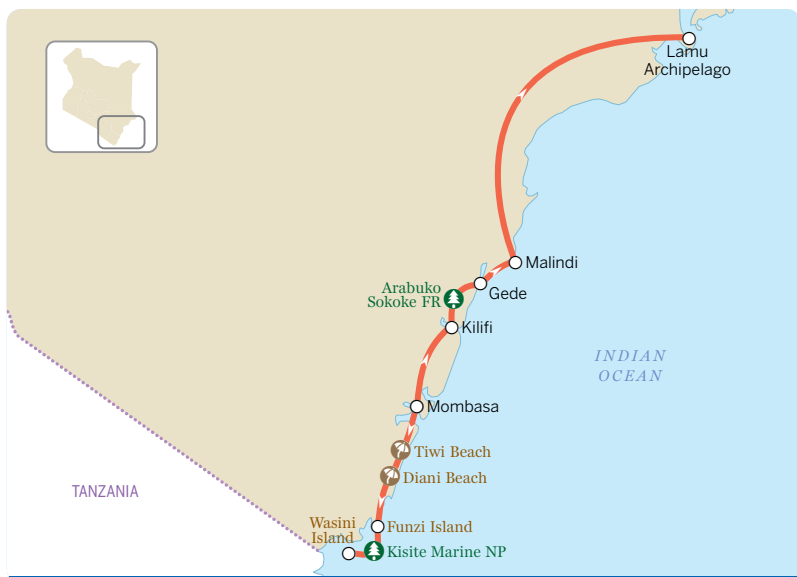 Lamu
Archipelago
Malindi
Arabuko
Sokoke FR
Gede
Kilifi
INDIAN
OCEAN
Mombasa
Tiwi Beach
Diani Beach
TANZANIA
Wasini
Island
Funzi Island
Kisite Marine NP